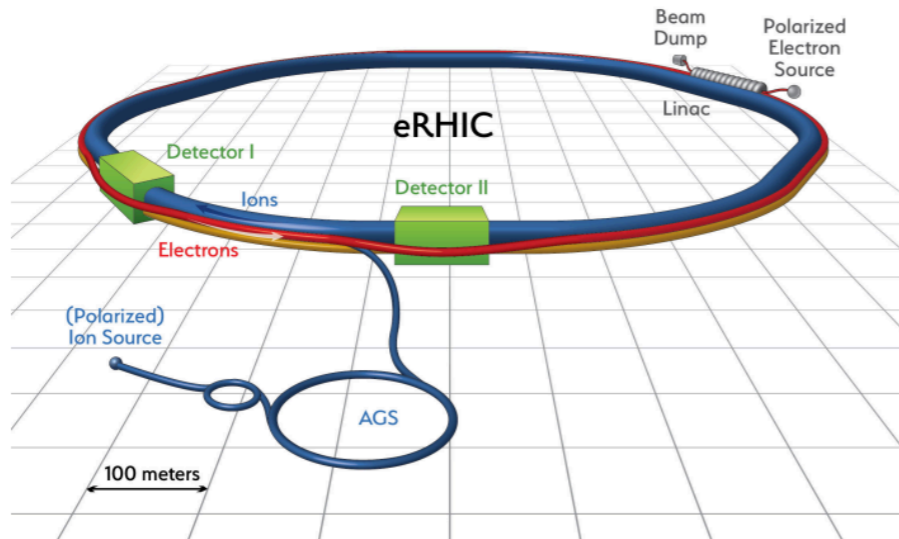 Beam
Dump
Polarized
Electron
Source
Linac
eRHIC
Detector I
Detector II
Ions
Electrons
(Polarized)
Ion Source
AGS
100 meters